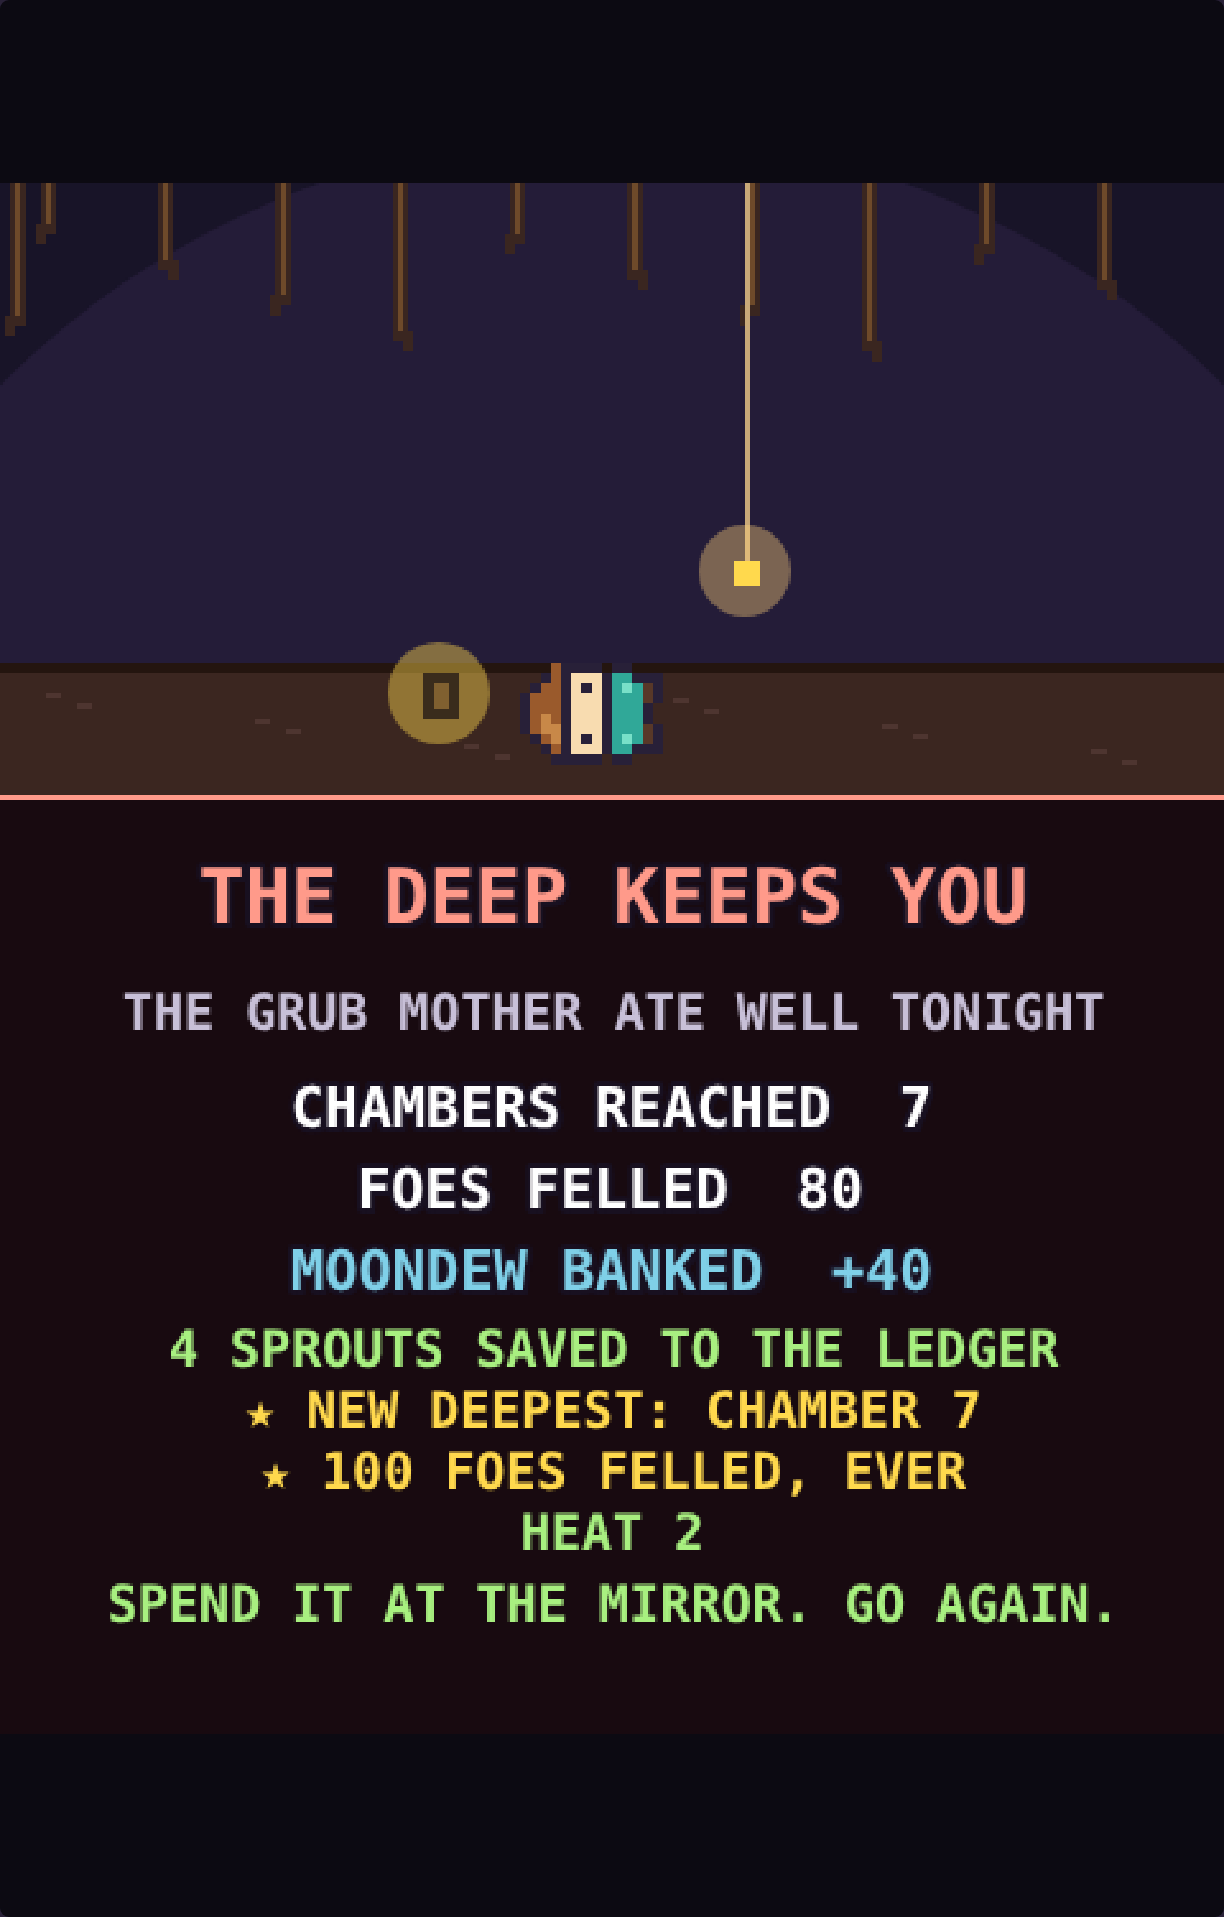 THE DEEP KEEPS YOU
THE GRUB MOTHER ATE WELL TONIGHT
CHAMBERS REACHED 7
FOES FELLED 80
MOONDEW BANKED +40
4 SPROUTS SAVED TO THE LEDGER
★ NEW DEEPEST: CHAMBER 7
★ 100 FOES FELLED, EVER
HEAT 2
SPEND IT AT THE MIRROR. GO AGAIN.